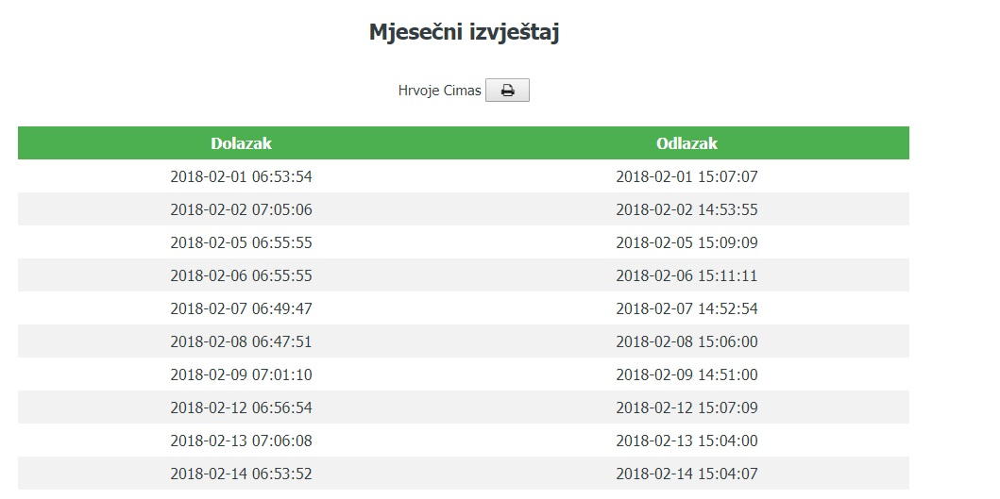 Mjesečni izvještaj
Hrvoje Cimas
Dolazak Odlazak
2018-02-01 06:53:54 2018-02-01 15:07:07
2018-02-02 07:05:06 2018-02-02 14:53:55
2018-02-05 06:55:55 2018-02-05 15:09:09
2018-02-06 06:55:55 2018-02-06 15:11:11
2018-02-07 06:49:47 2018-02-07 14:52:54
2018-02-08 06:47:51 2018-02-08 15:06:00
2018-02-09 07:01:10 2018-02-09 14:51:00
2018-02-12 06:56:54 2018-02-12 15:07:09
2018-02-13 07:06:08 2018-02-13 15:04:00
2018-02-14 06:53:52 2018-02-14 15:04:07